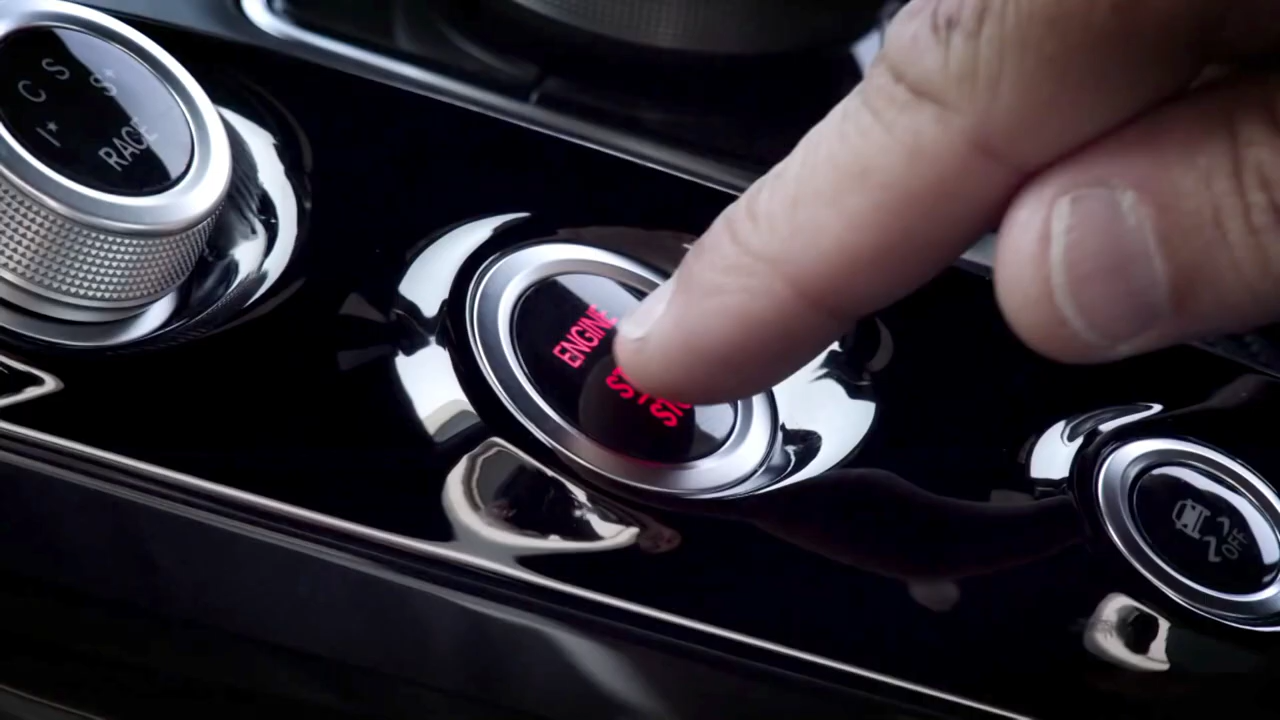 C S S+
I*
RACE
ENGINE
OFF